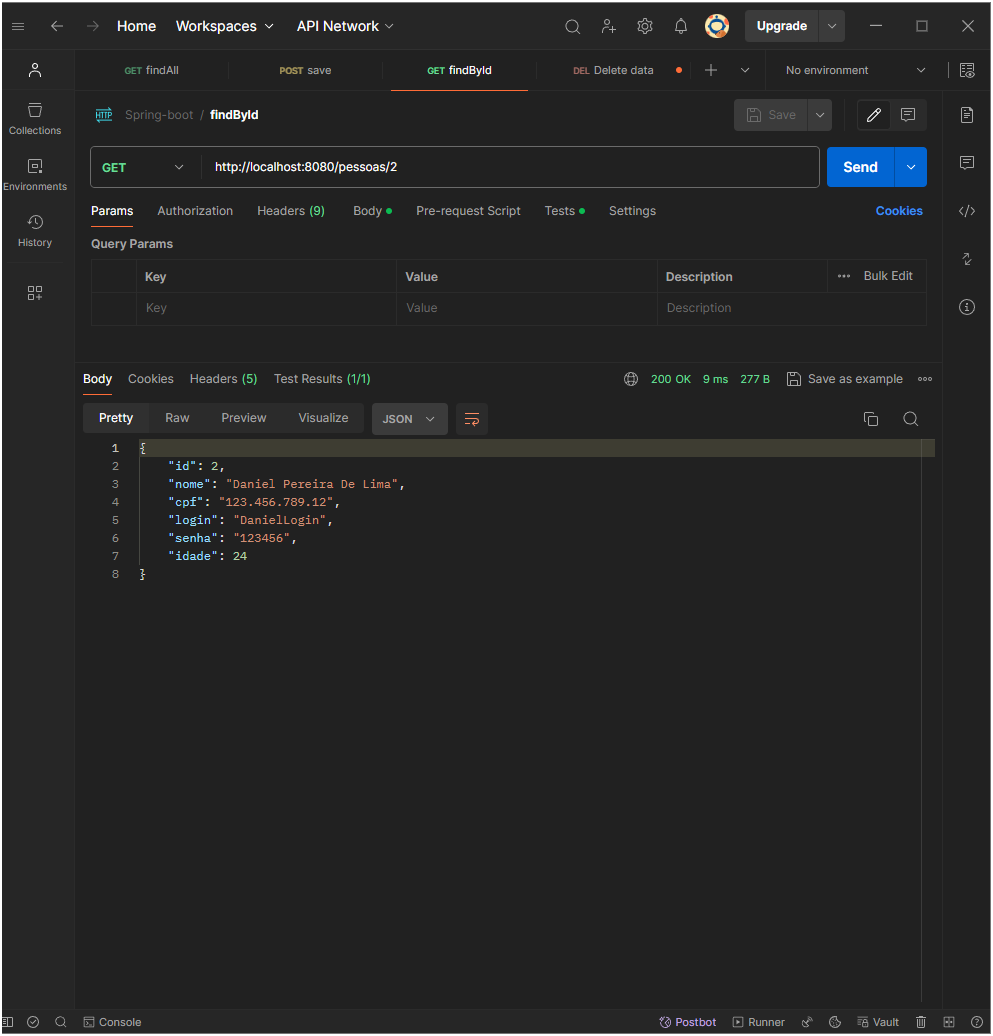 Home Workspaces API Network Upgrade
GET findAll POST save GET findById DEL Delete data No environment
HTTP Spring-boot / findById Save
Collections
GET http://localhost:8080/pessoas/2 Send
Environments
Params Authorization Headers (9) Body Pre-request Script Tests Settings Cookies
History
Query Params
Key Value Description Bulk Edit
Key Value Description
Body Cookies Headers (5) Test Results (1/1) 200 OK 9 ms 277 B Save as example
Pretty Raw Preview Visualize JSON
1 {
2 "id": 2,
3 "nome": "Daniel Pereira De Lima",
4 "cpf": "123.456.789.12",
5 "login": "DanielLogin",
6 "senha": "123456",
7 "idade": 24
8 }
Console Postbot Runner Vault